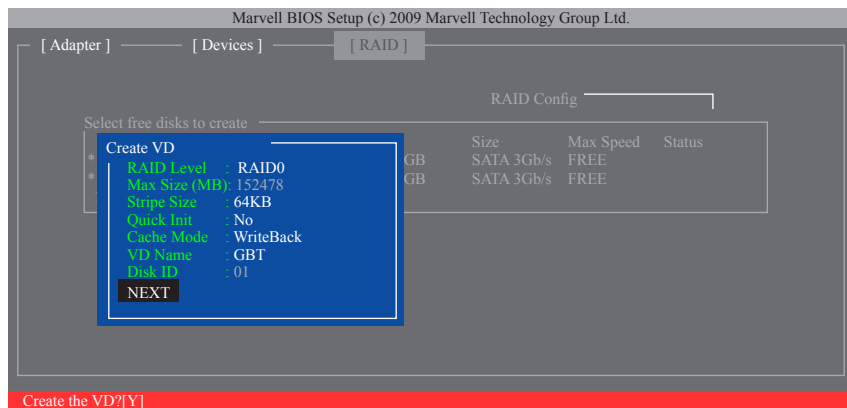 Marvell BIOS Setup (c) 2009 Marvell Technology Group Ltd.
[ Adapter ] [ Devices ] [ RAID ]
RAID Config
Select free disks to create
Size Max Speed Status
* GB SATA 3Gb/s FREE
* GB SATA 3Gb/s FREE
Create VD
RAID Level : RAID0
Max Size (MB): 152478
Stripe Size : 64KB
Quick Init : No
Cache Mode : WriteBack
VD Name : GBT
Disk ID : 01
NEXT
Create the VD?[Y]